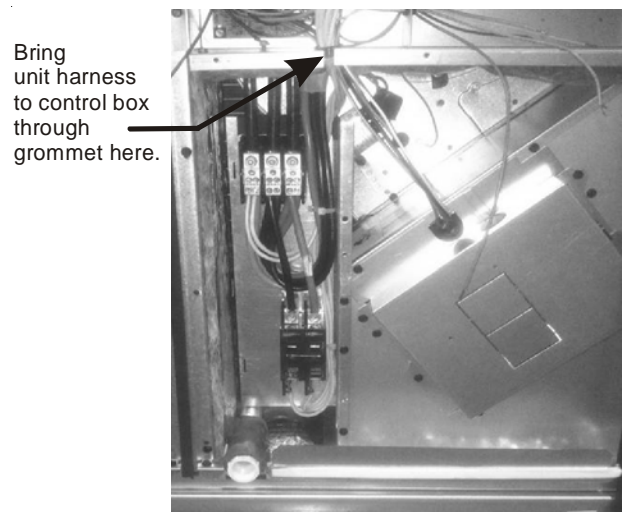 Bring
unit harness
to control box
through
grommet here.